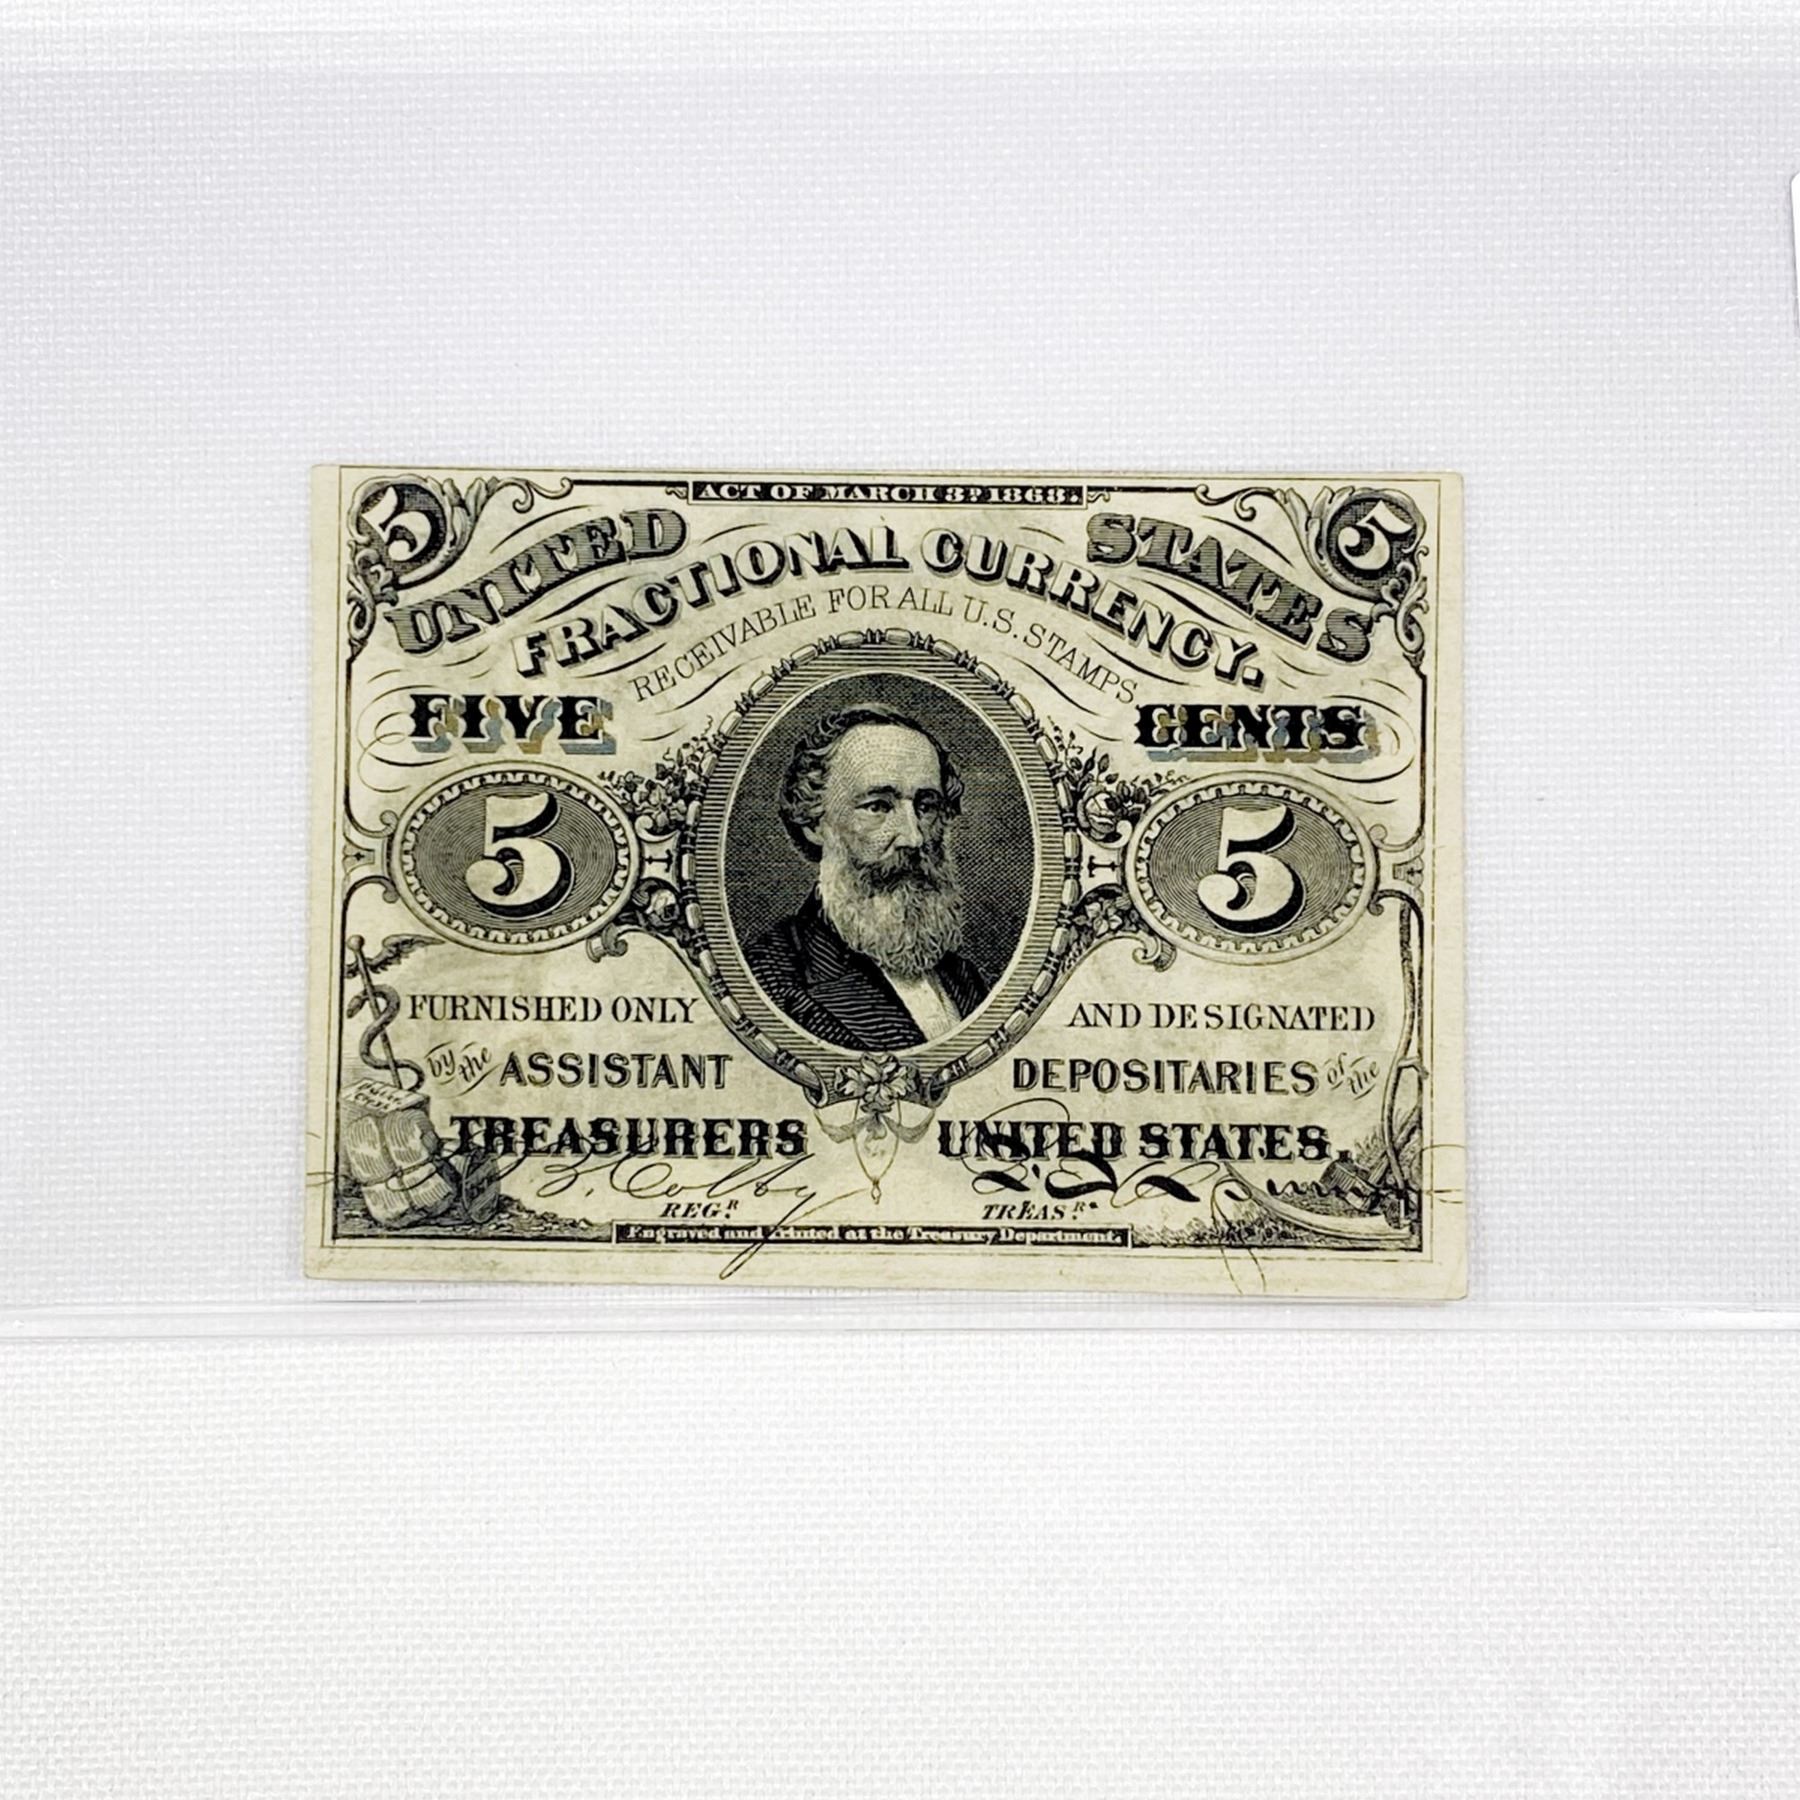 ACT OF MARCH 3D 1863.
5 5
UNITED STATES
FRACTIONAL CURRENCY.
RECEIVABLE FOR ALL U.S. STAMPS
FIVE CENTS
5 5
FURNISHED ONLY AND DESIGNATED
by the ASSISTANT DEPOSITARIES of the
TREASURERS UNITED STATES.
S. B. Colby
REGR. TREASR.
Engraved and Printed at the Treasury Department.